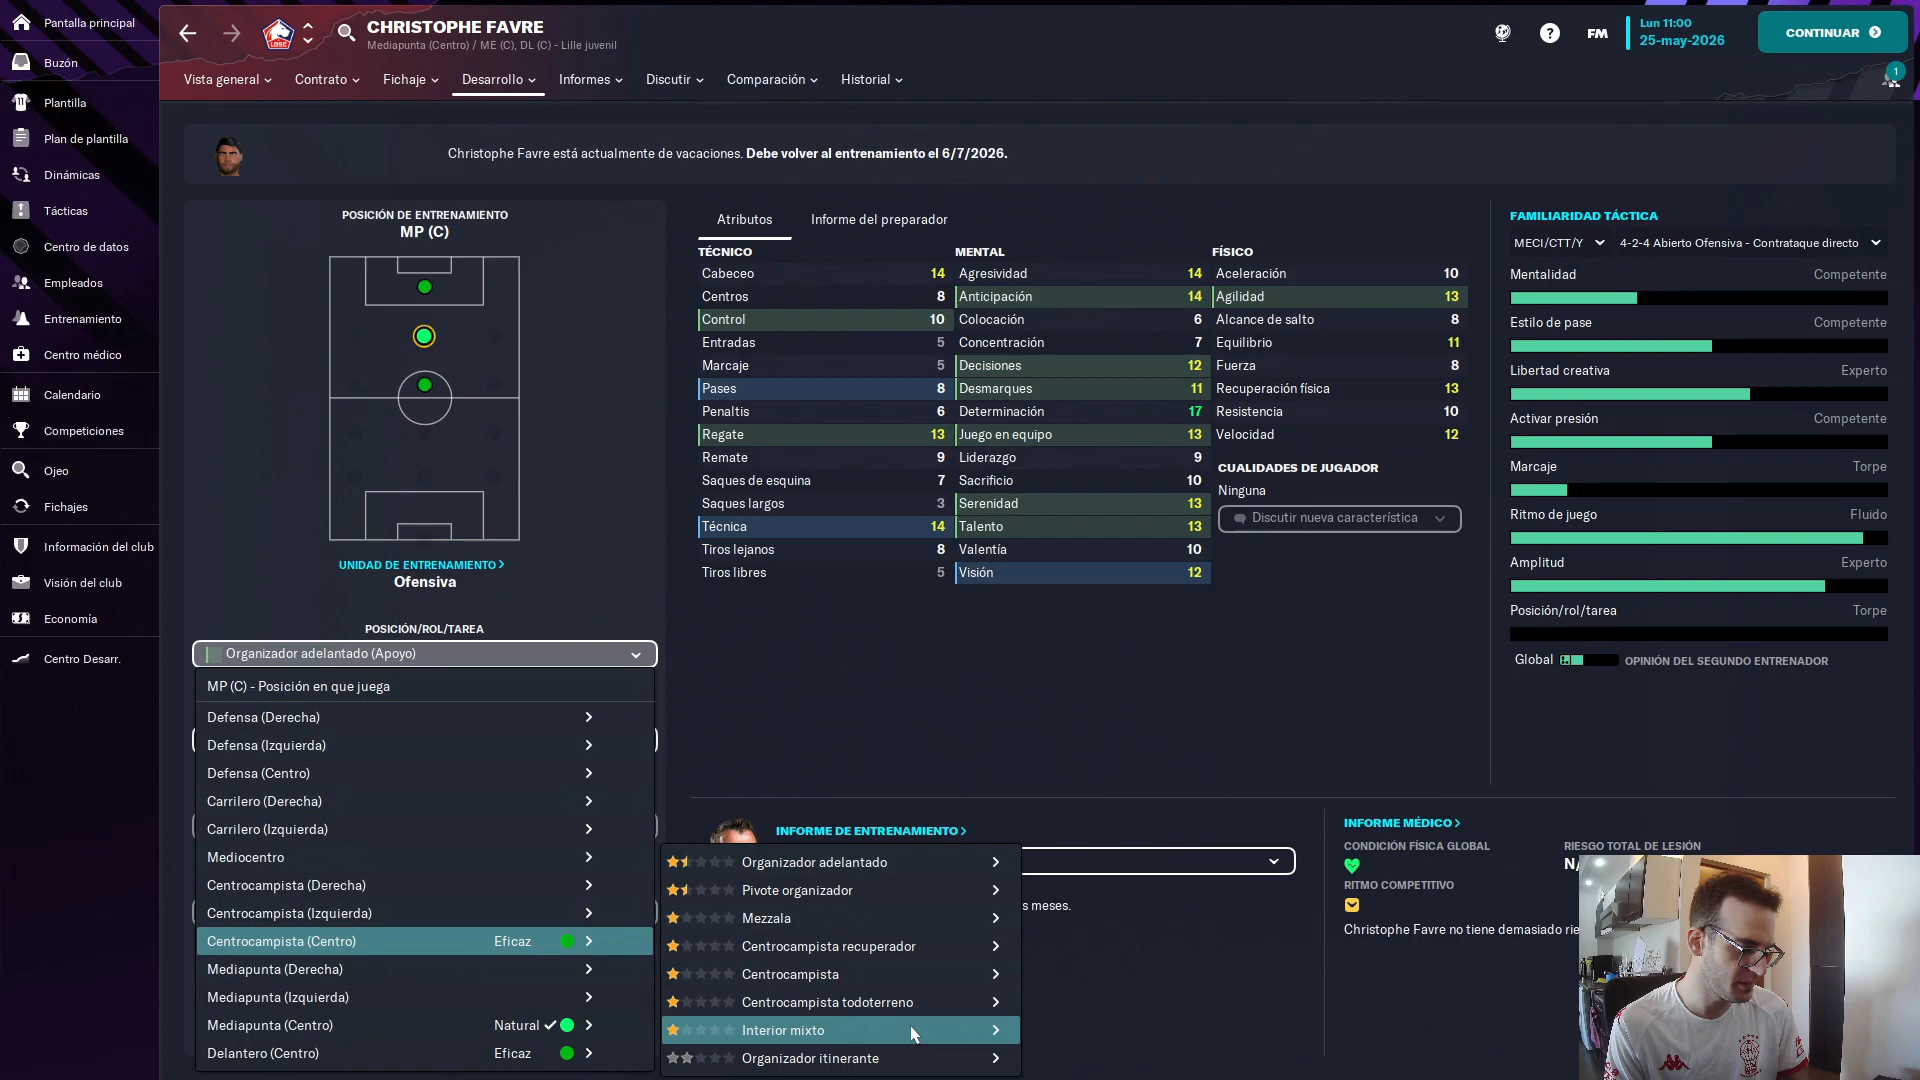 Pantalla principal
Buzón
Plantilla
Plan de plantilla
Dinámicas
Tácticas
Centro de datos
Empleados
Entrenamiento
Centro médico
Calendario
Competiciones
Ojeo
Fichajes
Información del club
Visión del club
Economía
Centro Desarr.
LOSC
CHRISTOPHE FAVRE
Mediapunta (Centro) / ME (C), DL (C) - Lille juvenil
FM
Lun 11:00
25-may-2026
CONTINUAR
1
Vista general
Contrato
Fichaje
Desarrollo
Informes
Discutir
Comparación
Historial
Christophe Favre está actualmente de vacaciones. Debe volver al entrenamiento el 6/7/2026.
POSICIÓN DE ENTRENAMIENTO
MP (C)
UNIDAD DE ENTRENAMIENTO
Ofensiva
POSICIÓN/ROL/TAREA
Organizador adelantado (Apoyo)
MP (C) - Posición en que juega
Defensa (Derecha)
Defensa (Izquierda)
Defensa (Centro)
Carrilero (Derecha)
Carrilero (Izquierda)
Mediocentro
Centrocampista (Derecha)
Centrocampista (Izquierda)
Centrocampista (Centro) Eficaz
Mediapunta (Derecha)
Mediapunta (Izquierda)
Mediapunta (Centro) Natural
Delantero (Centro) Eficaz
Organizador adelantado
Pivote organizador
Mezzala
Centrocampista recuperador
Centrocampista
Centrocampista todoterreno
Interior mixto
Organizador itinerante
Atributos
Informe del preparador
TÉCNICO
Cabeceo 14
Centros 8
Control 10
Entradas 5
Marcaje 5
Pases 8
Penaltis 6
Regate 13
Remate 9
Saques de esquina 7
Saques largos 3
Técnica 14
Tiros lejanos 8
Tiros libres 5
MENTAL
Agresividad 14
Anticipación 14
Colocación 6
Concentración 7
Decisiones 12
Desmarques 11
Determinación 17
Juego en equipo 13
Liderazgo 9
Sacrificio 10
Serenidad 13
Talento 13
Valentía 10
Visión 12
FÍSICO
Aceleración 10
Agilidad 13
Alcance de salto 8
Equilibrio 11
Fuerza 8
Recuperación física 13
Resistencia 10
Velocidad 12
CUALIDADES DE JUGADOR
Ninguna
Discutir nueva característica
FAMILIARIDAD TÁCTICA
MECI/CTT/Y
4-2-4 Abierto Ofensiva - Contrataque directo
Mentalidad Competente
Estilo de pase Competente
Libertad creativa Experto
Activar presión Competente
Marcaje Torpe
Ritmo de juego Fluido
Amplitud Experto
Posición/rol/tarea Torpe
Global
OPINIÓN DEL SEGUNDO ENTRENADOR
INFORME DE ENTRENAMIENTO
s meses.
INFORME MÉDICO
CONDICIÓN FÍSICA GLOBAL
RIESGO TOTAL DE LESIÓN
N/
RITMO COMPETITIVO
Christophe Favre no tiene demasiado rie